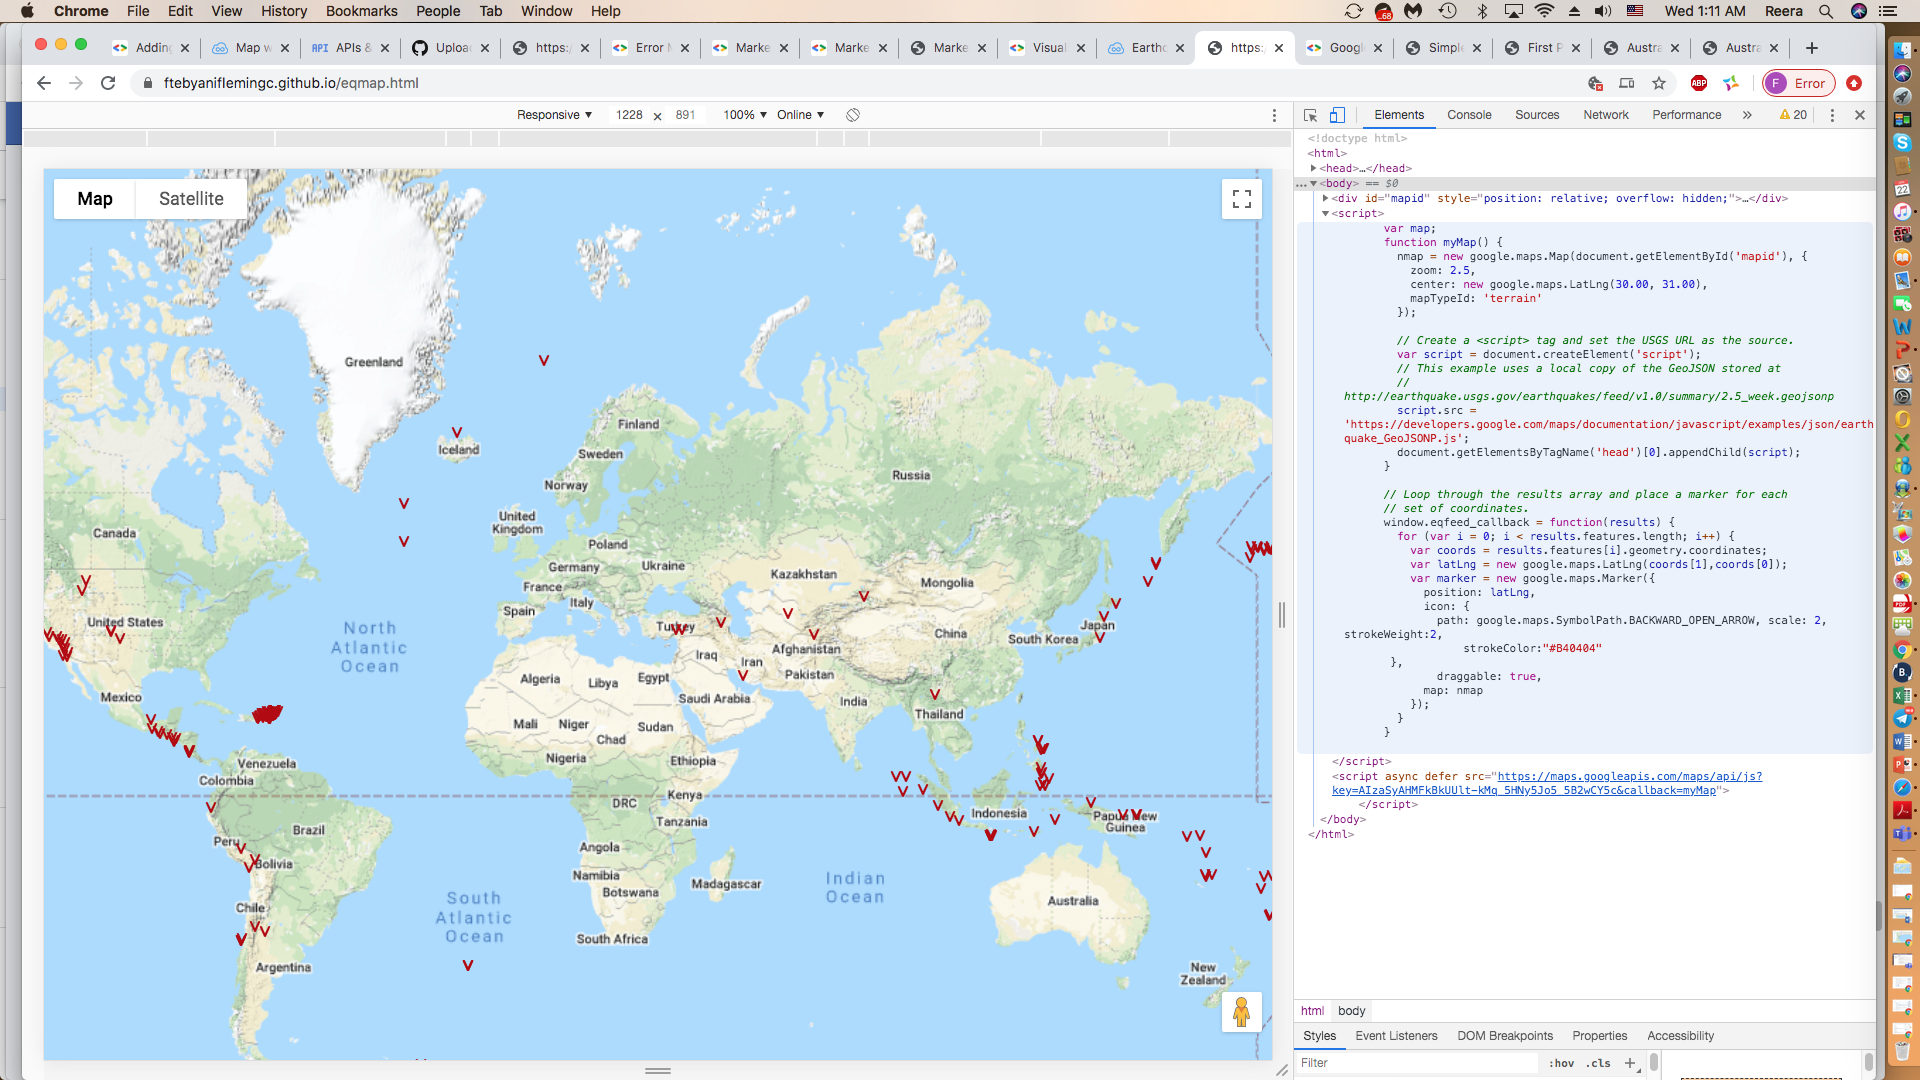 Chrome File Edit View History Bookmarks People Tab Window Help
68
Wed 1:11 AM Reera
Adding
Map w
API APIs &
Uploa
https:/
Error M
Marke
Marke
Marke
Visual
Earthc
https:
Googl
Simple
First P
Austra
Austra
ftebyaniflemingc.github.io/eqmap.html
ABP
F Error
Responsive 1228 × 891 100% Online
Elements Console Sources Network Performance » 20
Map Satellite
Greenland
Iceland
Finland
Sweden
Norway
Russia
Canada
United Kingdom
Poland
Germany
Ukraine
Kazakhstan
Mongolia
France
Italy
Spain
Turkey
United States
North Atlantic Ocean
China
South Korea
Japan
Iraq
Iran
Afghanistan
Pakistan
Algeria
Libya
Egypt
Saudi Arabia
India
Mexico
Mali
Niger
Sudan
Chad
Thailand
Nigeria
Ethiopia
Venezuela
Colombia
DRC
Kenya
Indonesia
Papua New Guinea
Tanzania
Brazil
Peru
Angola
Bolivia
Namibia
Botswana
Madagascar
Indian Ocean
Australia
Chile
South Atlantic Ocean
South Africa
Argentina
New Zealand
<!doctype html>
<html>
<head>…</head>
<body> == $0
<div id="mapid" style="position: relative; overflow: hidden;">…</div>
<script>
var map;
function myMap() {
nmap = new google.maps.Map(document.getElementById('mapid'), {
zoom: 2.5,
center: new google.maps.LatLng(30.00, 31.00),
mapTypeId: 'terrain'
});
// Create a <script> tag and set the USGS URL as the source.
var script = document.createElement('script');
// This example uses a local copy of the GeoJSON stored at
//
http://earthquake.usgs.gov/earthquakes/feed/v1.0/summary/2.5_week.geojsonp
script.src =
'https://developers.google.com/maps/documentation/javascript/examples/json/earth
quake_GeoJSONP.js';
document.getElementsByTagName('head')[0].appendChild(script);
}
// Loop through the results array and place a marker for each
// set of coordinates.
window.eqfeed_callback = function(results) {
for (var i = 0; i < results.features.length; i++) {
var coords = results.features[i].geometry.coordinates;
var latLng = new google.maps.LatLng(coords[1],coords[0]);
var marker = new google.maps.Marker({
position: latLng,
icon: {
path: google.maps.SymbolPath.BACKWARD_OPEN_ARROW, scale: 2,
strokeWeight:2,
strokeColor:"#B40404"
},
draggable: true,
map: nmap
});
}
}
</script>
<script async defer src="https://maps.googleapis.com/maps/api/js?
key=AIzaSyAHMFkBkUUlt-kMq_5HNy5Jo5_5B2wCY5c&callback=myMap">
</script>
</body>
</html>
html body
Styles Event Listeners DOM Breakpoints Properties Accessibility
Filter :hov .cls +